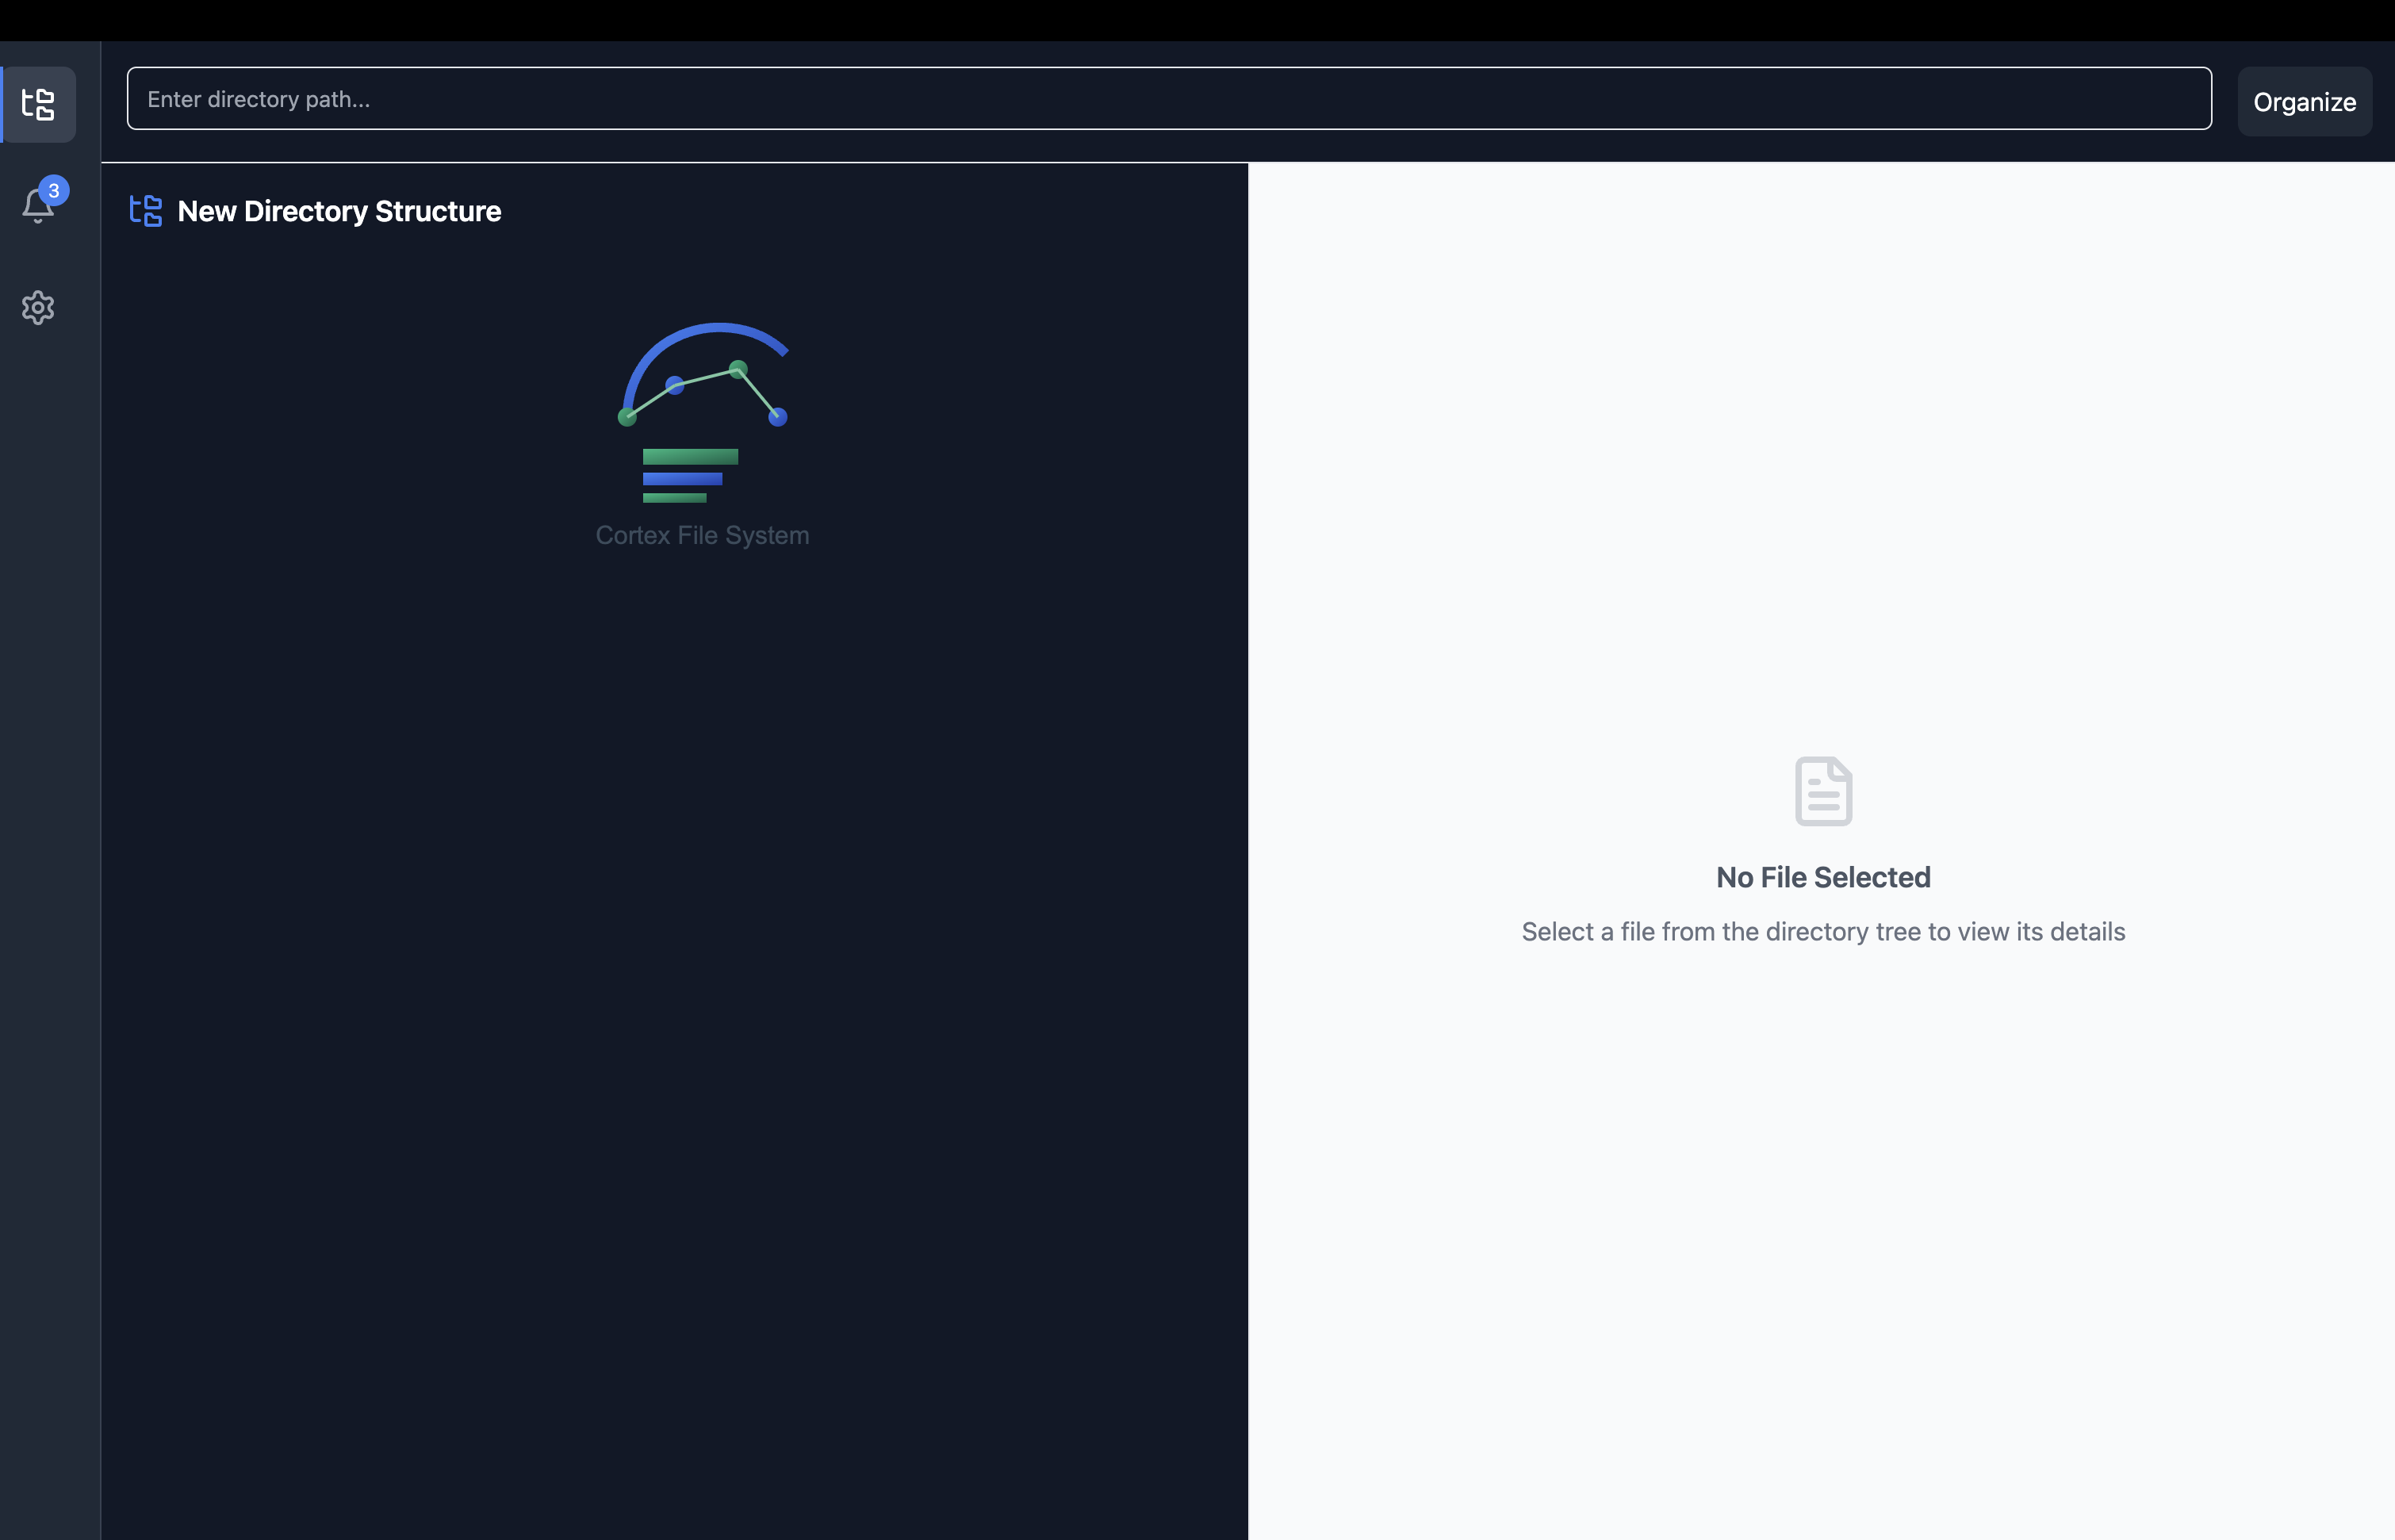 Enter directory path...
Organize
3
New Directory Structure
Cortex File System
No File Selected
Select a file from the directory tree to view its details